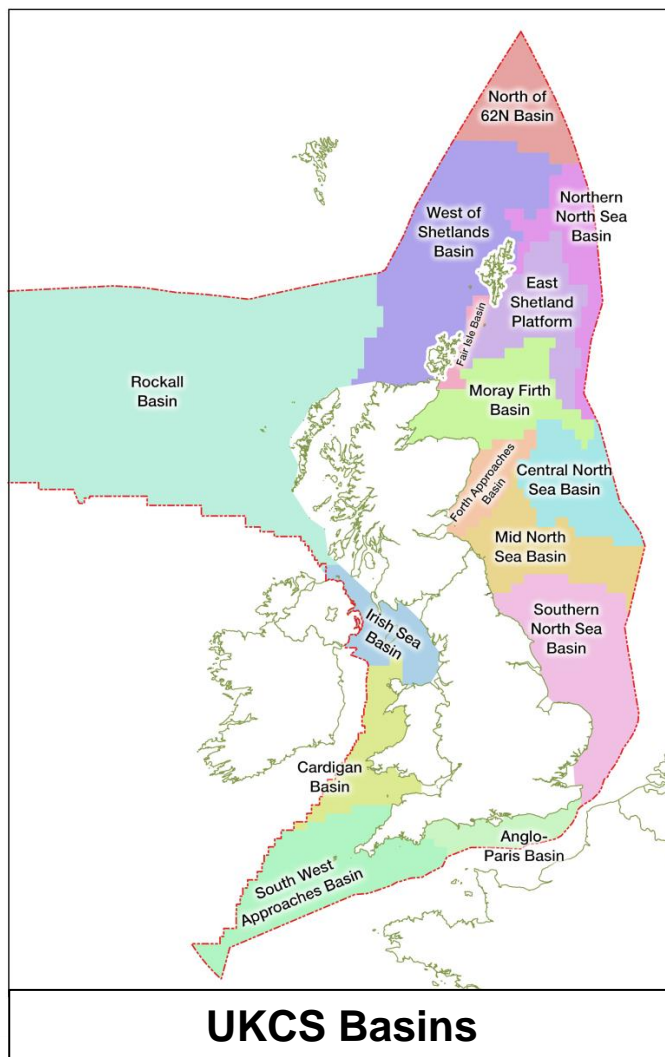 North of
62N Basin
Northern
North Sea
Basin
West of
Shetlands
Basin
East
Shetland
Platform
Fair Isle Basin
Rockall
Basin
Moray Firth
Basin
Forth Approaches
Basin
Central North
Sea Basin
Mid North
Sea Basin
Southern
North Sea
Basin
Irish Sea
Basin
Cardigan
Basin
Anglo-
Paris Basin
South West
Approaches Basin
UKCS Basins